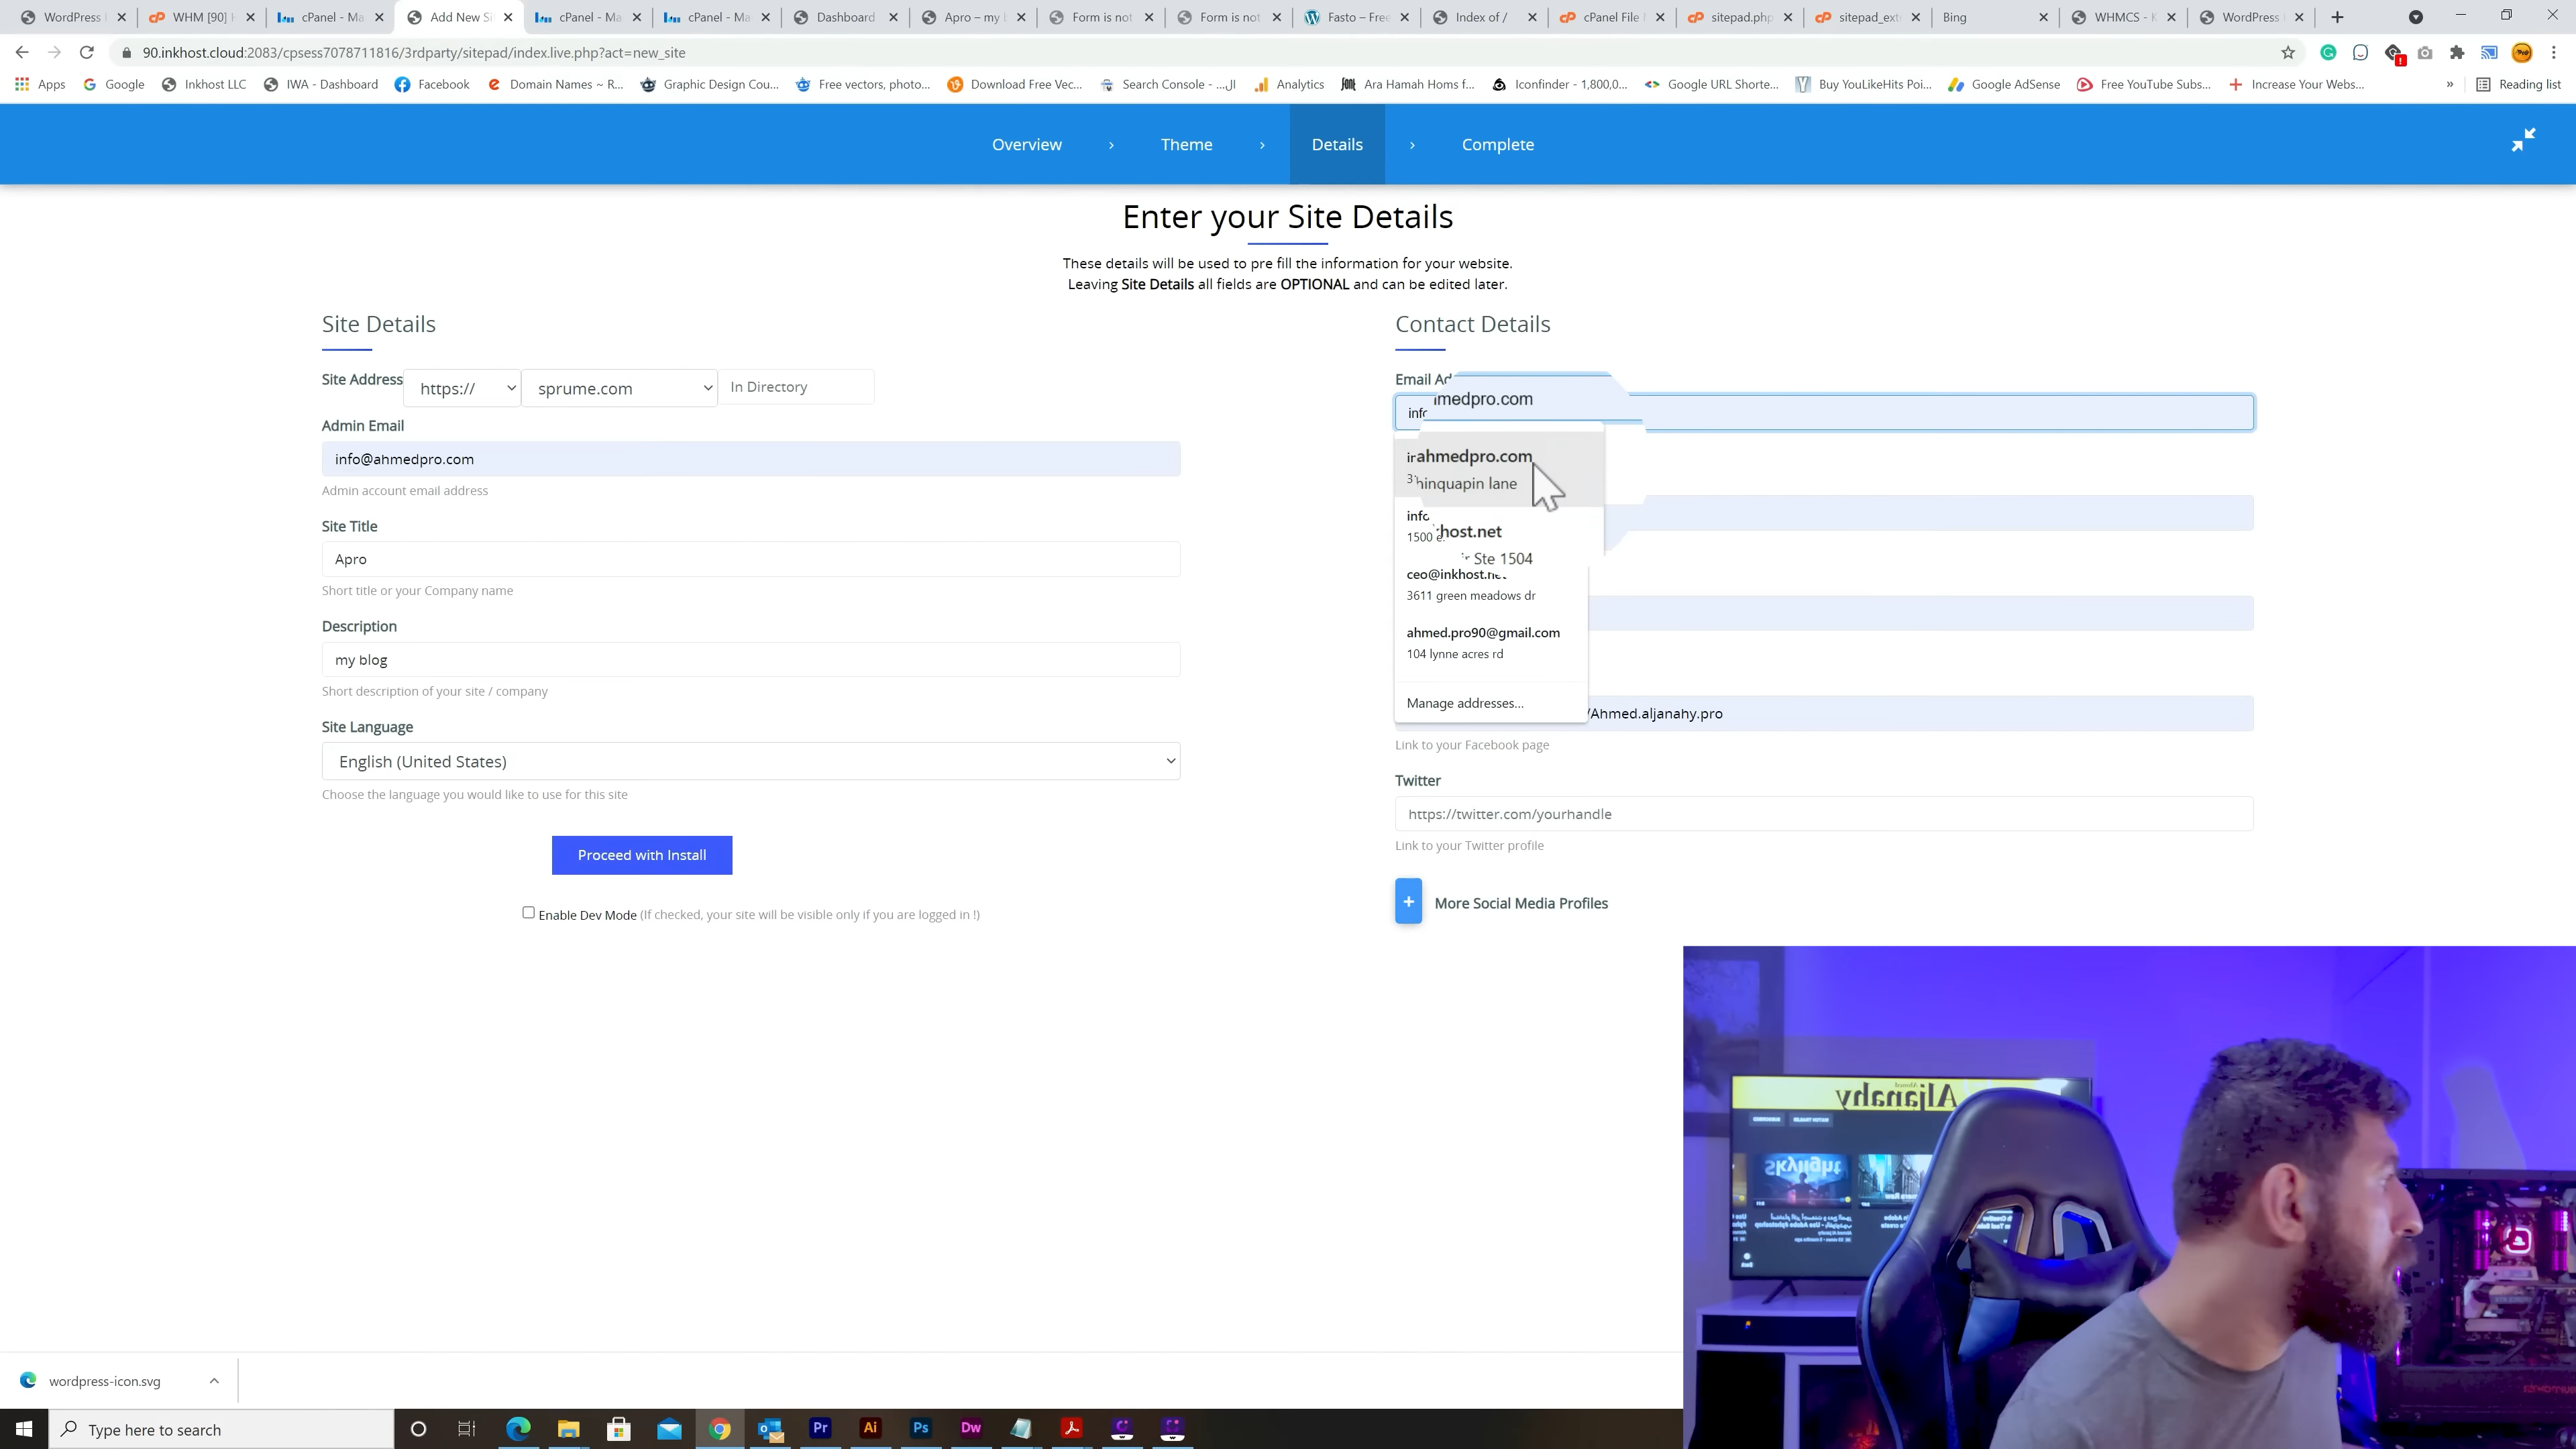 WordPress
WHM [90] H
cPanel - Ma
Add New Si
cPanel - Ma
cPanel - Ma
Dashboard
Apro – my b
Form is not
Form is not
Fasto – Free
Index of /
cPanel File M
sitepad.php
sitepad_ext
Bing
WHMCS - K
WordPress
90.inkhost.cloud:2083/cpsess7078711816/3rdparty/sitepad/index.live.php?act=new_site
Apps
Google
Inkhost LLC
IWA - Dashboard
Facebook
Domain Names ~ R...
Graphic Design Cou...
Free vectors, photo...
Download Free Vec...
Search Console - ...ال
Analytics
Ara Hamah Homs f...
Iconfinder - 1,800,0...
Google URL Shorte...
Buy YouLikeHits Poi...
Google AdSense
Free YouTube Subs...
Increase Your Webs...
»
Reading list
Overview › Theme › Details › Complete
Enter your Site Details
These details will be used to pre fill the information for your website.
Leaving Site Details all fields are OPTIONAL and can be edited later.
Site Details
Site Address https:// sprume.com In Directory
Admin Email
info@ahmedpro.com
Admin account email address
Site Title
Apro
Short title or your Company name
Description
my blog
Short description of your site / company
Site Language
English (United States)
Choose the language you would like to use for this site
Proceed with Install
Enable Dev Mode (If checked, your site will be visible only if you are logged in !)
Contact Details
Email Ad
medpro.com
ahmedpro.com
hinquapin lane
info
khost.net
1500 e.
Ste 1504
ceo@inkhost.net
3611 green meadows dr
ahmed.pro90@gmail.com
104 lynne acres rd
Manage addresses...
/Ahmed.aljanahy.pro
Link to your Facebook page
Twitter
https://twitter.com/yourhandle
Link to your Twitter profile
+ More Social Media Profiles
Aljanahy
Skylight
wordpress-icon.svg
Type here to search
Pr
Ai
Ps
Dw